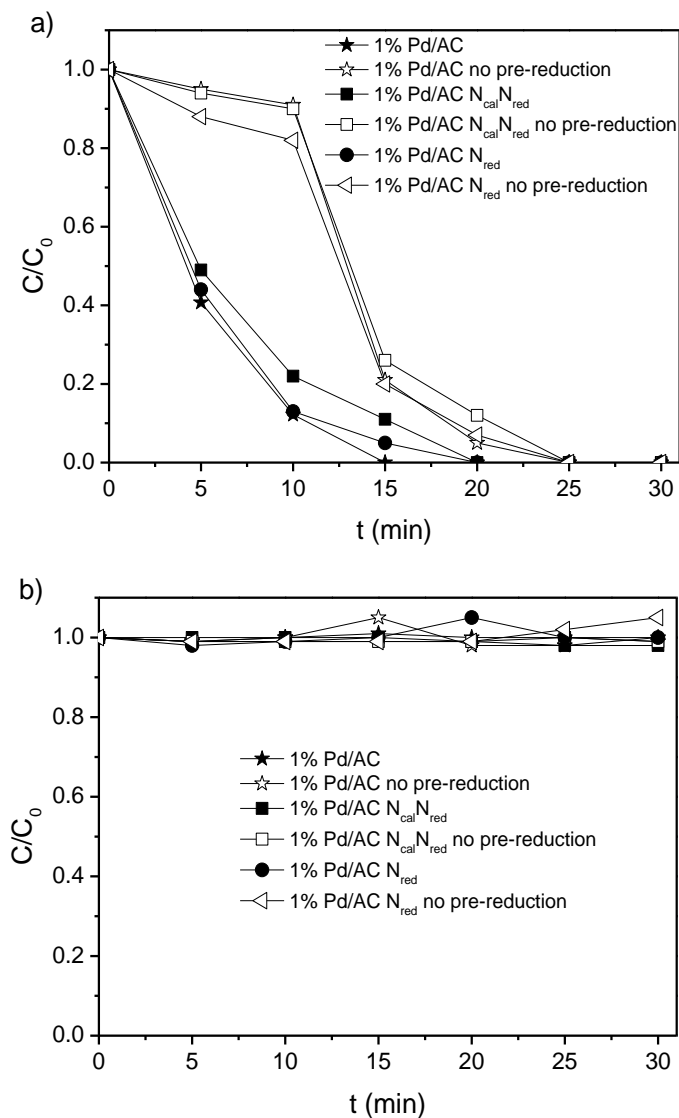 a)
1% Pd/AC
1% Pd/AC no pre-reduction
1% Pd/AC NcalNred
1% Pd/AC NcalNred no pre-reduction
1% Pd/AC Nred
1% Pd/AC Nred no pre-reduction
1.0
0.8
0.6
0.4
0.2
0.0
C/C0
0 5 10 15 20 25 30
t (min)
b)
1.0
0.8
0.6
0.4
0.2
0.0
C/C0
1% Pd/AC
1% Pd/AC no pre-reduction
1% Pd/AC NcalNred
1% Pd/AC NcalNred no pre-reduction
1% Pd/AC Nred
1% Pd/AC Nred no pre-reduction
0 5 10 15 20 25 30
t (min)